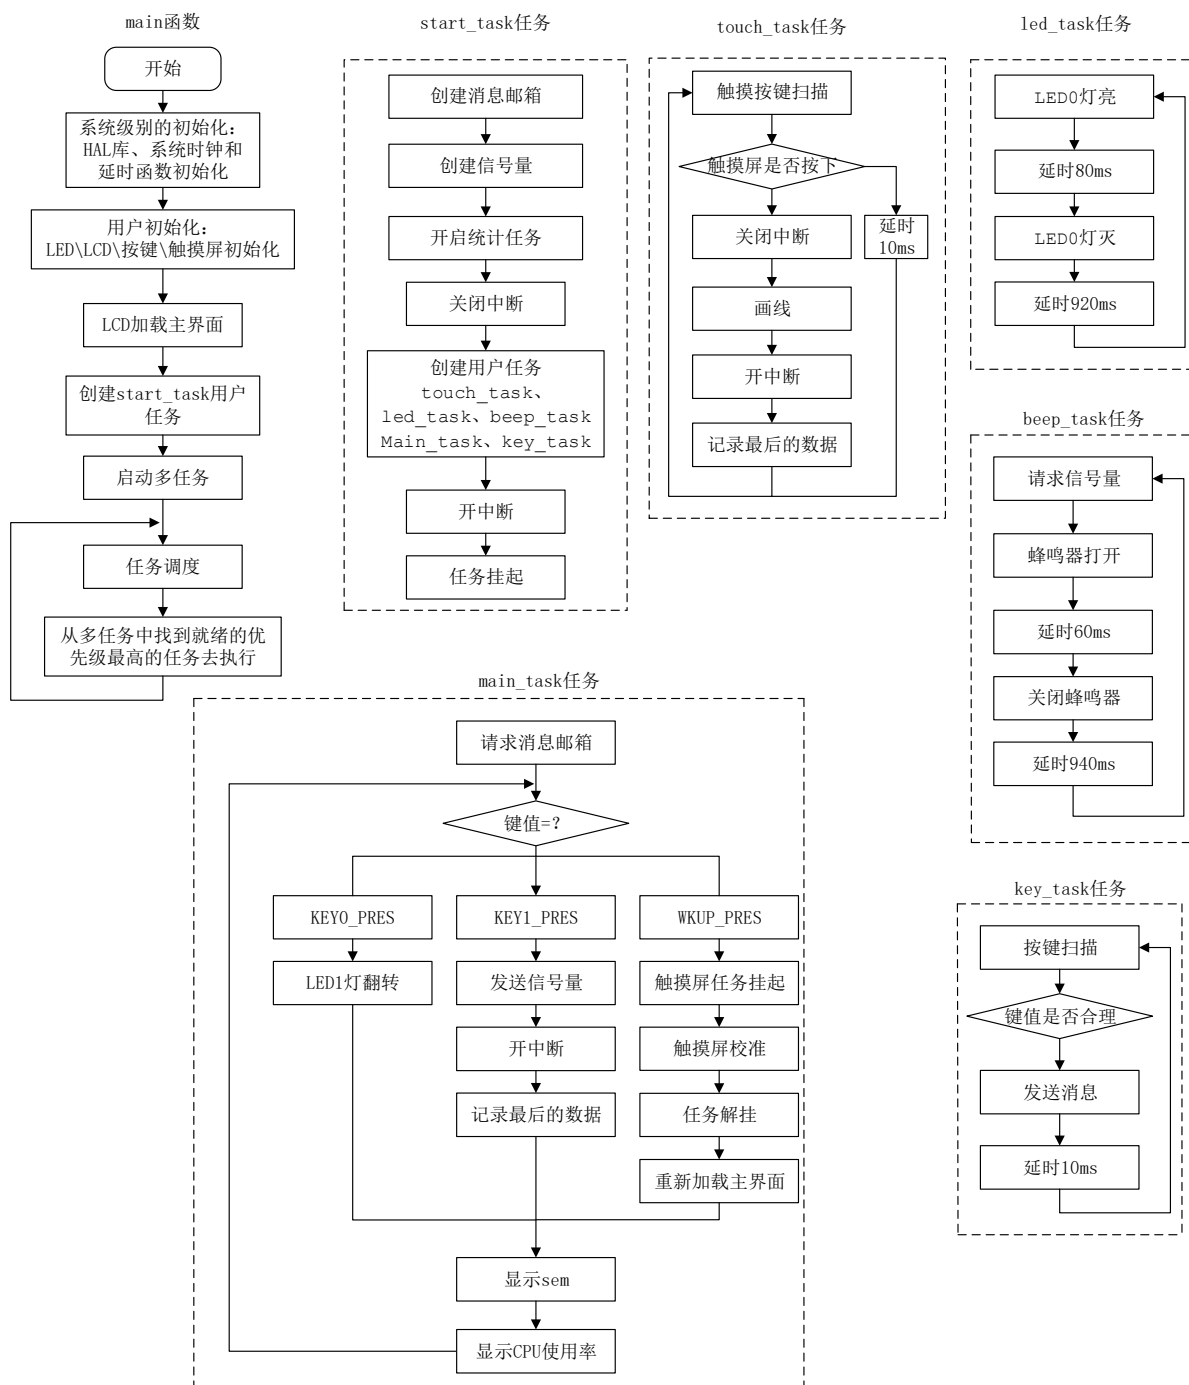 main函数
开始
系统级别的初始化：
HAL库、系统时钟和
延时函数初始化
用户初始化：
LED\LCD\按键\触摸屏初始化
LCD加载主界面
创建start_task用户
任务
启动多任务
任务调度
从多任务中找到就绪的优
先级最高的任务去执行
start_task任务
创建消息邮箱
创建信号量
开启统计任务
关闭中断
创建用户任务
touch_task、
led_task、beep_task
Main_task、key_task
开中断
任务挂起
touch_task任务
触摸按键扫描
触摸屏是否按下
关闭中断
延时
10ms
画线
开中断
记录最后的数据
led_task任务
LED0灯亮
延时80ms
LED0灯灭
延时920ms
beep_task任务
请求信号量
蜂鸣器打开
延时60ms
关闭蜂鸣器
延时940ms
main_task任务
请求消息邮箱
键值=?
KEY0_PRES
KEY1_PRES
WKUP_PRES
LED1灯翻转
发送信号量
触摸屏任务挂起
开中断
触摸屏校准
记录最后的数据
任务解挂
重新加载主界面
显示sem
显示CPU使用率
key_task任务
按键扫描
键值是否合理
发送消息
延时10ms